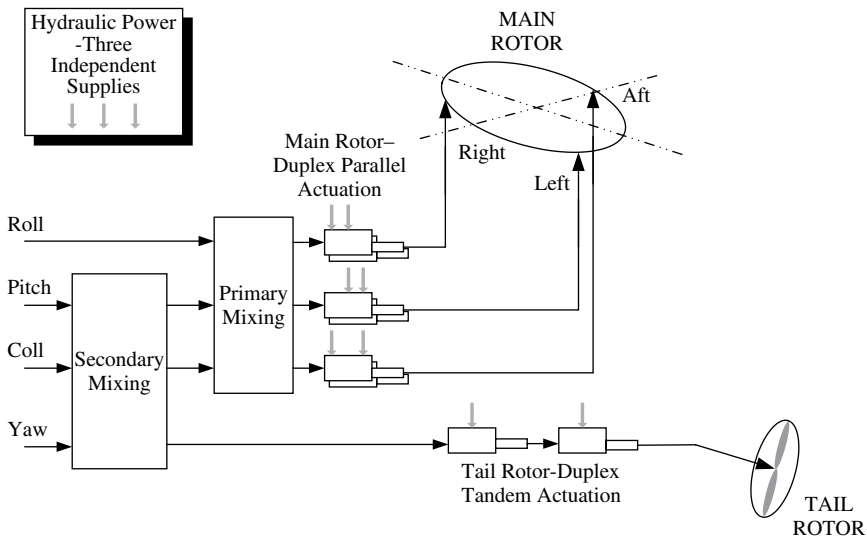 Hydraulic Power
-Three
Independent
Supplies
MAIN
ROTOR
Aft
Right
Left
Main Rotor–
Duplex Parallel
Actuation
Roll
Pitch
Coll
Yaw
Primary
Mixing
Secondary
Mixing
Tail Rotor-Duplex
Tandem Actuation
TAIL
ROTOR